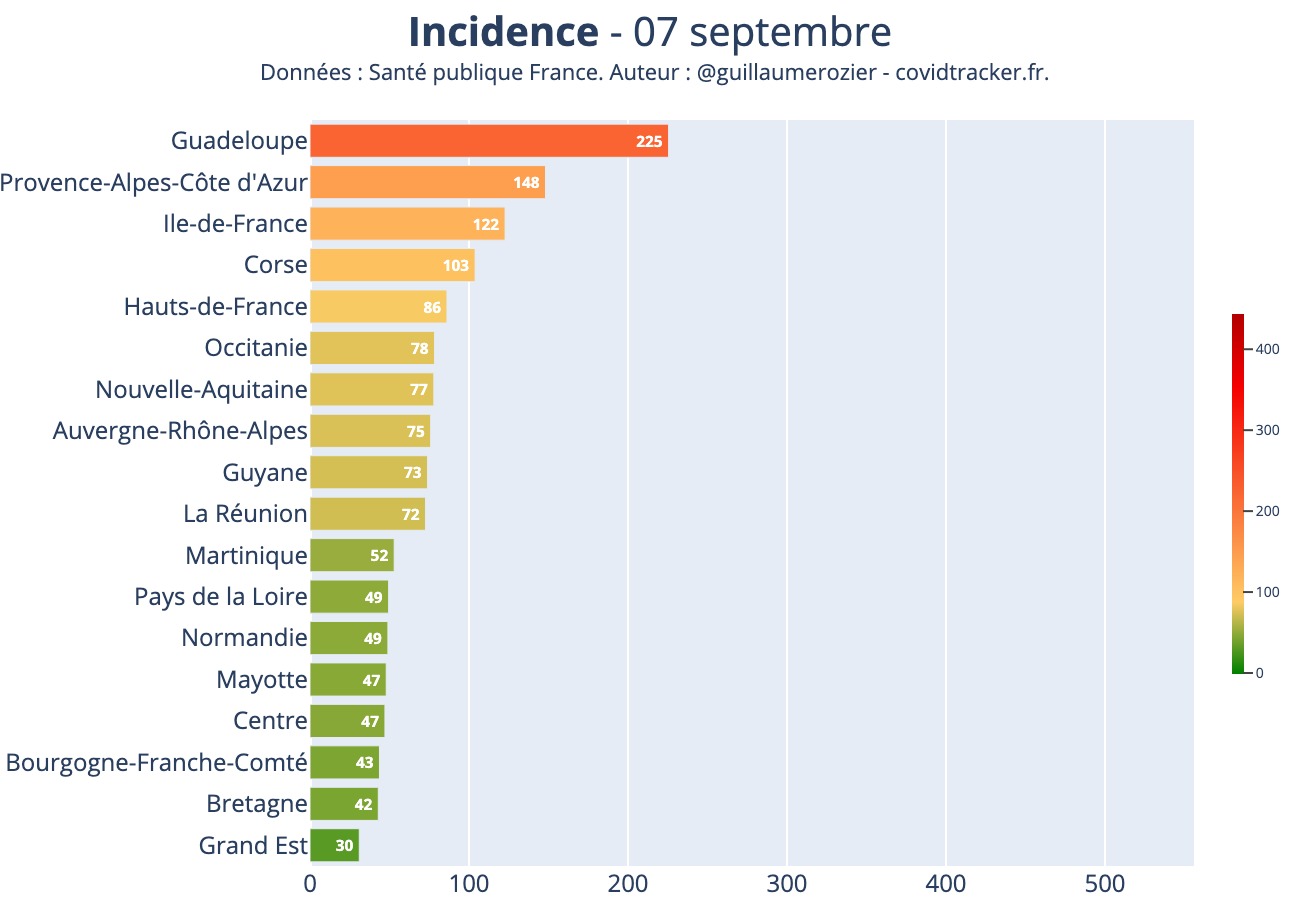 Incidence - 07 septembre
Données : Santé publique France. Auteur : @guillaumerozier - covidtracker.fr.
Guadeloupe 225
Provence-Alpes-Côte d'Azur 148
Ile-de-France 122
Corse 103
Hauts-de-France 86
Occitanie 78
Nouvelle-Aquitaine 77
Auvergne-Rhône-Alpes 75
Guyane 73
La Réunion 72
Martinique 52
Pays de la Loire 49
Normandie 49
Mayotte 47
Centre 47
Bourgogne-Franche-Comté 43
Bretagne 42
Grand Est 30
0 100 200 300 400 500
400
300
200
100
0